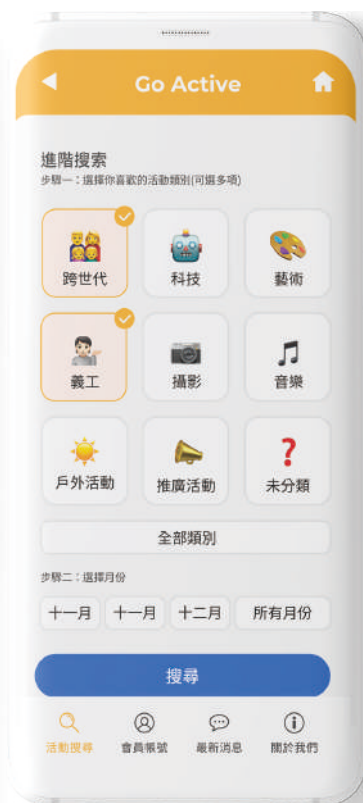 Go Active
進階搜索
步驟一：選擇你喜歡的活動類別(可選多項)
跨世代 科技 藝術
義工 攝影 音樂
戶外活動 推廣活動 未分類
全部類別
步驟二：選擇月份
十一月 十一月 十二月 所有月份
搜尋
活動搜尋 會員帳號 最新消息 關於我們